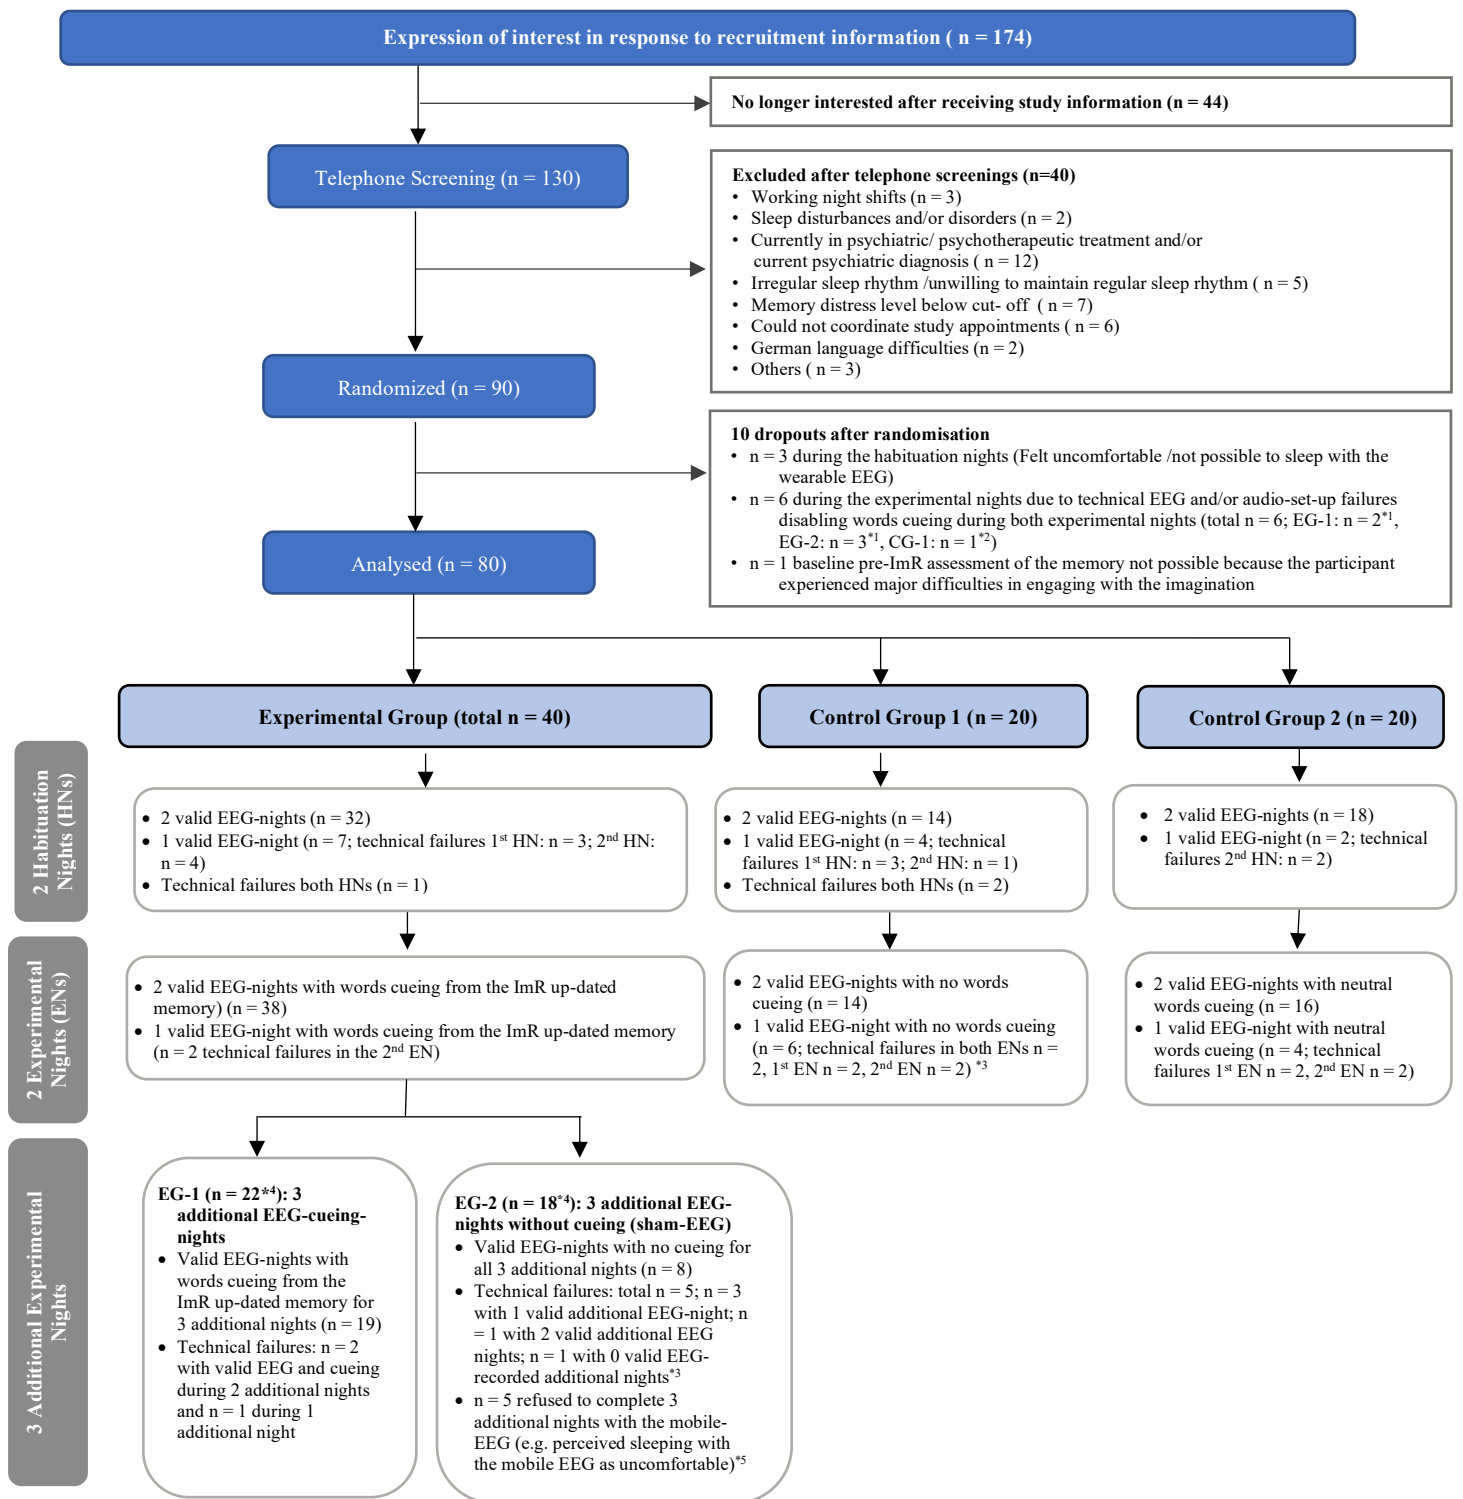 Expression of interest in response to recruitment information ( n = 174)
No longer interested after receiving study information (n = 44)
Telephone Screening (n = 130)
Excluded after telephone screenings (n=40)
• Working night shifts (n = 3)
• Sleep disturbances and/or disorders (n = 2)
• Currently in psychiatric/ psychotherapeutic treatment and/or
current psychiatric diagnosis ( n = 12)
• Irregular sleep rhythm /unwilling to maintain regular sleep rhythm ( n = 5)
• Memory distress level below cut- off ( n = 7)
• Could not coordinate study appointments ( n = 6)
• German language difficulties (n = 2)
• Others ( n = 3)
Randomized (n = 90)
10 dropouts after randomisation
• n = 3 during the habituation nights (Felt uncomfortable /not possible to sleep with the
wearable EEG)
• n = 6 during the experimental nights due to technical EEG and/or audio-set-up failures
disabling words cueing during both experimental nights (total n = 6; EG-1: n = 2*1,
EG-2: n = 3*1, CG-1: n = 1*2)
• n = 1 baseline pre-ImR assessment of the memory not possible because the participant
experienced major difficulties in engaging with the imagination
Analysed (n = 80)
Experimental Group (total n = 40)
Control Group 1 (n = 20)
Control Group 2 (n = 20)
2 Habituation
Nights (HNs)
• 2 valid EEG-nights (n = 32)
• 1 valid EEG-night (n = 7; technical failures 1st HN: n = 3; 2nd HN:
n = 4)
• Technical failures both HNs (n = 1)
• 2 valid EEG-nights (n = 14)
• 1 valid EEG-night (n = 4; technical
failures 1st HN: n = 3; 2nd HN: n = 1)
• Technical failures both HNs (n = 2)
• 2 valid EEG-nights (n = 18)
• 1 valid EEG-night (n = 2; technical
failures 2nd HN: n = 2)
2 Experimental
Nights (ENs)
• 2 valid EEG-nights with words cueing from the ImR up-dated
memory) (n = 38)
• 1 valid EEG-night with words cueing from the ImR up-dated memory
(n = 2 technical failures in the 2nd EN)
• 2 valid EEG-nights with no words
cueing (n = 14)
• 1 valid EEG-night with no words cueing
(n = 6; technical failures in both ENs n =
2, 1st EN n = 2, 2nd EN n = 2) *3
• 2 valid EEG-nights with neutral
words cueing (n = 16)
• 1 valid EEG-night with neutral
words cueing (n = 4; technical
failures 1st EN n = 2, 2nd EN n = 2)
3 Additional Experimental
Nights
EG-1 (n = 22*4): 3
additional EEG-cueing-
nights
• Valid EEG-nights with
words cueing from the
ImR up-dated memory for
3 additional nights (n = 19)
• Technical failures: n = 2
with valid EEG and cueing
during 2 additional nights
and n = 1 during 1
additional night
EG-2 (n = 18*4): 3 additional EEG-
nights without cueing (sham-EEG)
• Valid EEG-nights with no cueing for
all 3 additional nights (n = 8)
• Technical failures: total n = 5; n = 3
with 1 valid additional EEG-night; n
= 1 with 2 valid additional EEG
nights; n = 1 with 0 valid EEG-
recorded additional nights*3
• n = 5 refused to complete 3
additional nights with the mobile-
EEG (e.g. perceived sleeping with
the mobile EEG as uncomfortable)*5